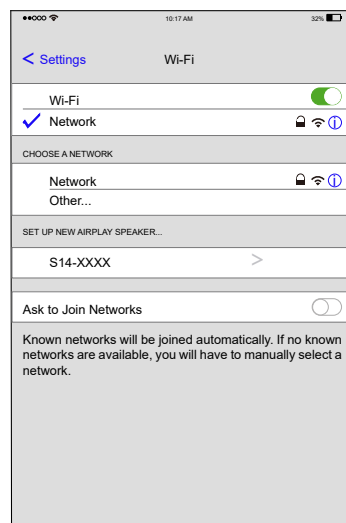 10:17 AM 32%
< Settings Wi-Fi
Wi-Fi
Network
CHOOSE A NETWORK
Network
Other...
SET UP NEW AIRPLAY SPEAKER...
S14-XXXX >
Ask to Join Networks
Known networks will be joined automatically. If no known
networks are available, you will have to manually select a
network.